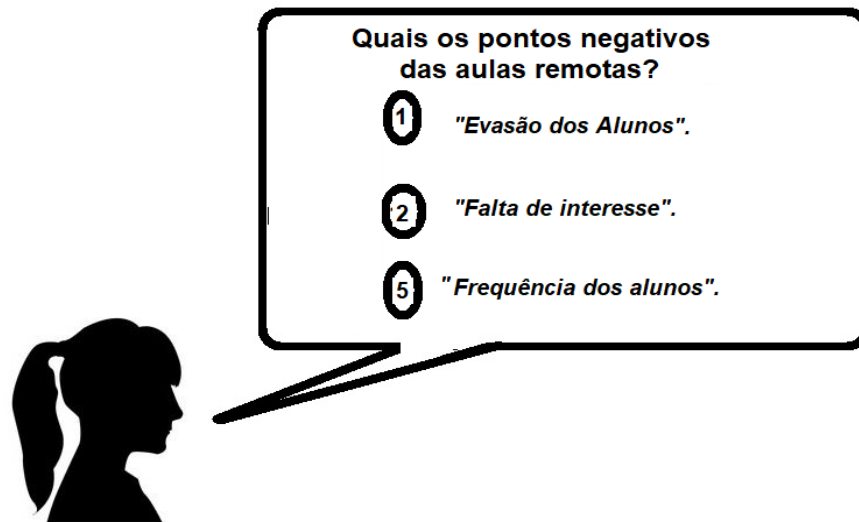 Quais os pontos negativos
das aulas remotas?
1 "Evasão dos Alunos".
2 "Falta de interesse".
5 "Frequência dos alunos".